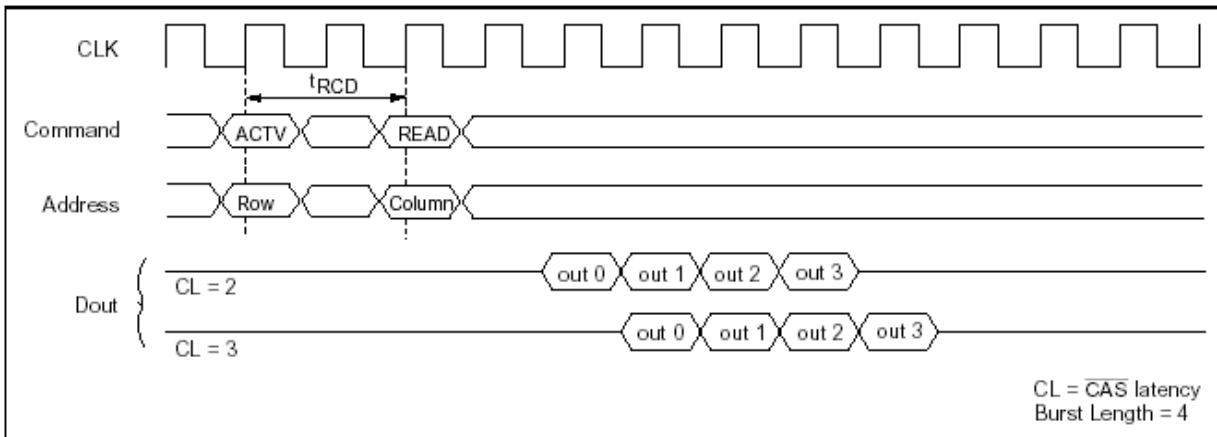 CLK
tRCD
Command ACTV READ
Address Row Column
out 0 out 1 out 2 out 3
CL = 2
Dout
out 0 out 1 out 2 out 3
CL = 3
CL = C̅A̅S̅ latency
Burst Length = 4